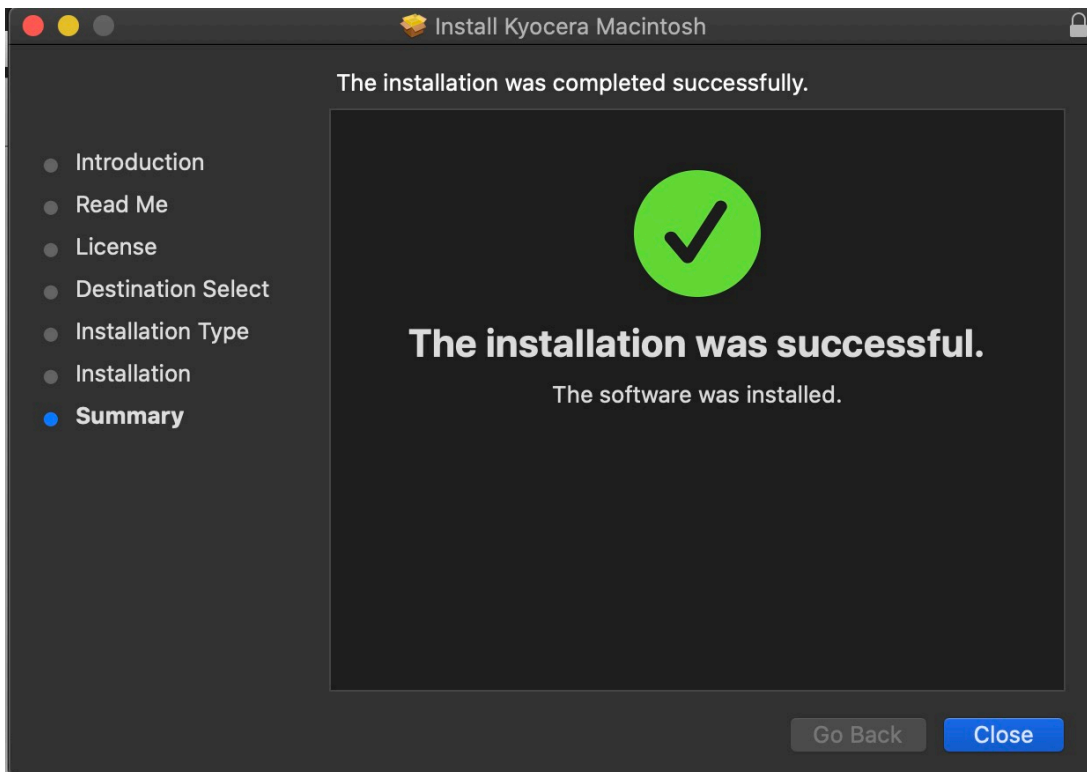 Install Kyocera Macintosh
The installation was completed successfully.
Introduction
Read Me
License
Destination Select
Installation Type
Installation
Summary
The installation was successful.
The software was installed.
Go Back
Close